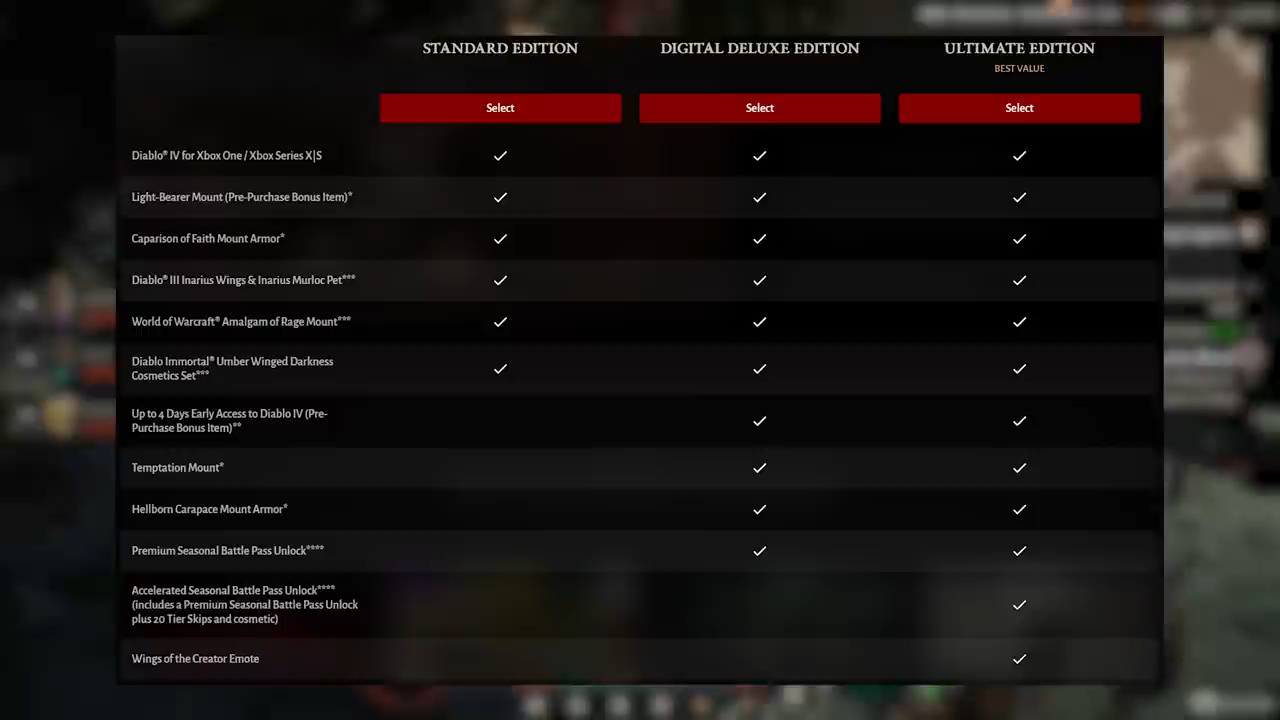 STANDARD EDITION
DIGITAL DELUXE EDITION
ULTIMATE EDITION
BEST VALUE
Select
Select
Select
Diablo® IV for Xbox One / Xbox Series X|S
Light-Bearer Mount (Pre-Purchase Bonus Item)*
Caparison of Faith Mount Armor*
Diablo® III Inarius Wings & Inarius Murloc Pet***
World of Warcraft® Amalgam of Rage Mount***
Diablo Immortal® Umber Winged Darkness
Cosmetics Set***
Up to 4 Days Early Access to Diablo IV (Pre-
Purchase Bonus Item)**
Temptation Mount*
Hellborn Carapace Mount Armor*
Premium Seasonal Battle Pass Unlock****
Accelerated Seasonal Battle Pass Unlock****
(includes a Premium Seasonal Battle Pass Unlock
plus 20 Tier Skips and cosmetic)
Wings of the Creator Emote